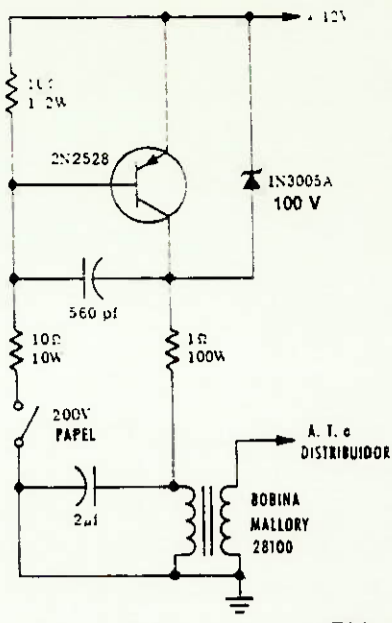 12V
1.2W
2N2528
1N3005A
100 V
560 pf
10Ω
10W
1Ω
100W
200V
PAPEL
2µf
A. T. a
DISTRIBUIDOR
BOBINA
MALLORY
28100